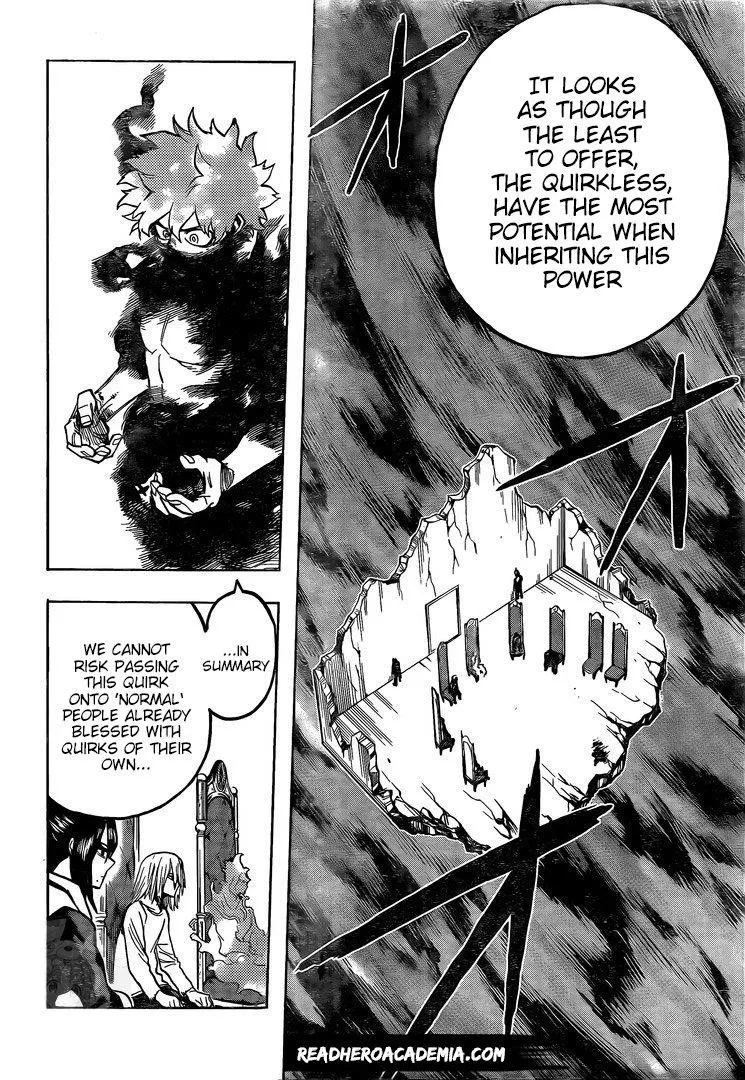 IT LOOKS
AS THOUGH
THE LEAST
TO OFFER,
THE QUIRKLESS,
HAVE THE MOST
POTENTIAL WHEN
INHERITING THIS
POWER
...IN
SUMMARY
WE CANNOT
RISK PASSING
THIS QUIRK
ONTO 'NORMAL'
PEOPLE ALREADY
BLESSED WITH
QUIRKS OF THEIR
OWN...
READHEROACADEMIA.COM